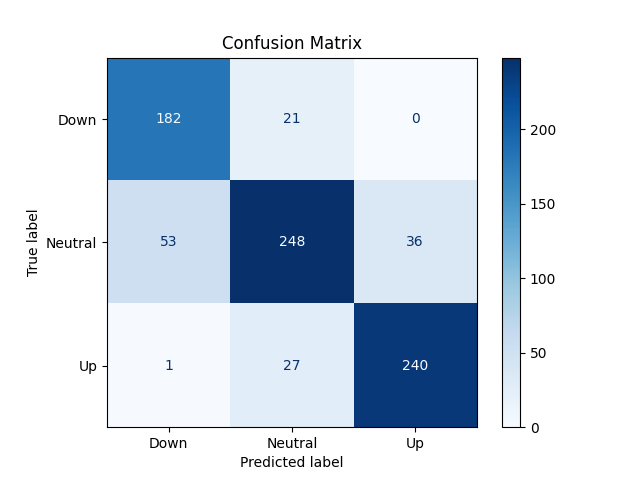 Confusion Matrix
True label
Down
182
21
0
Neutral
53
248
36
Up
1
27
240
Down
Neutral
Up
Predicted label
200
150
100
50
0